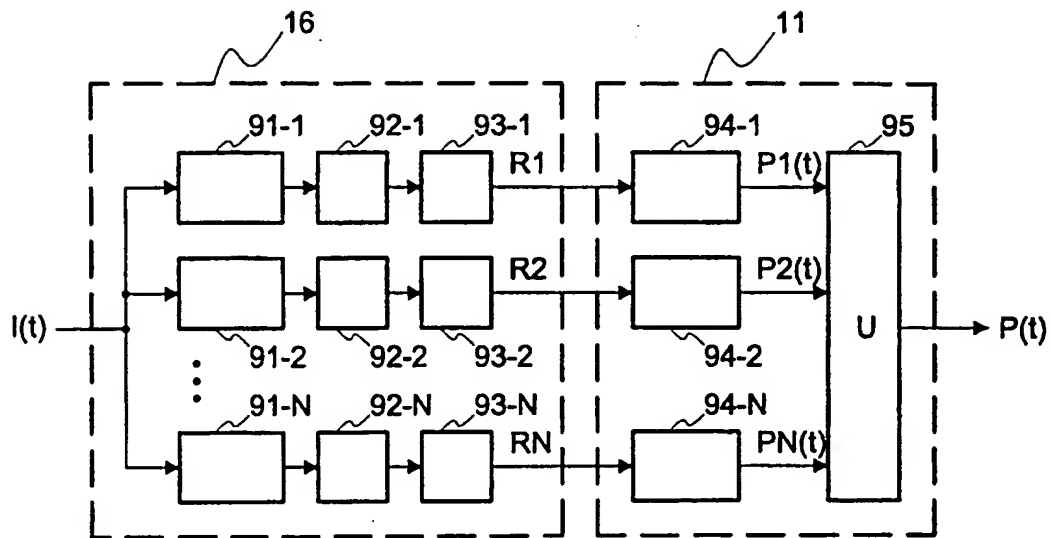 16
11
91-1
92-1
93-1
R1
94-1
P1(t)
95
R2
P2(t)
I(t)
91-2
92-2
93-2
94-2
U
P(t)
91-N
92-N
93-N
RN
94-N
PN(t)